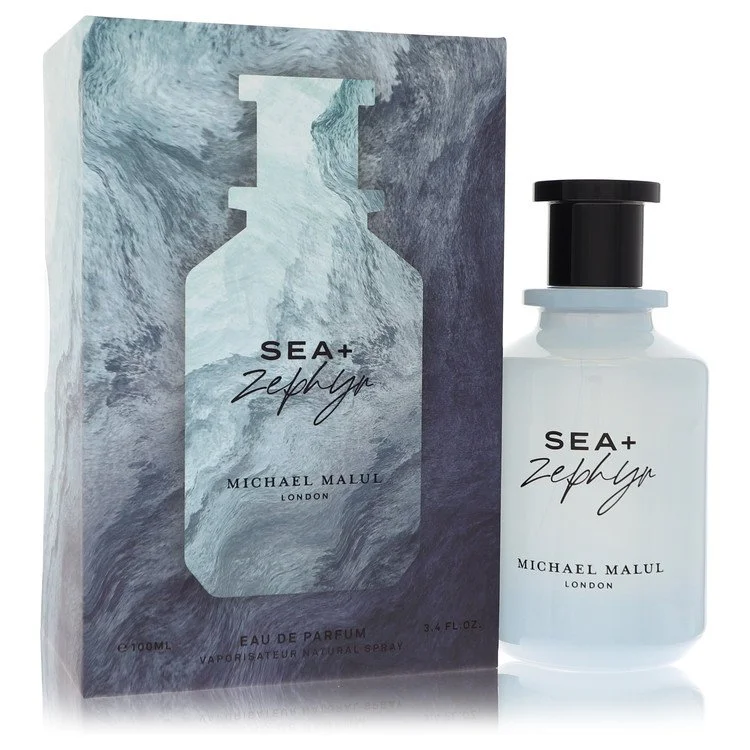 SEA+
Zephyr
MICHAEL MALUL
LONDON
℮ 100ML
EAU DE PARFUM
3.4 FL.OZ.
VAPORISATEUR NATURAL SPRAY
SEA+
Zephyr
MICHAEL MALUL
LONDON